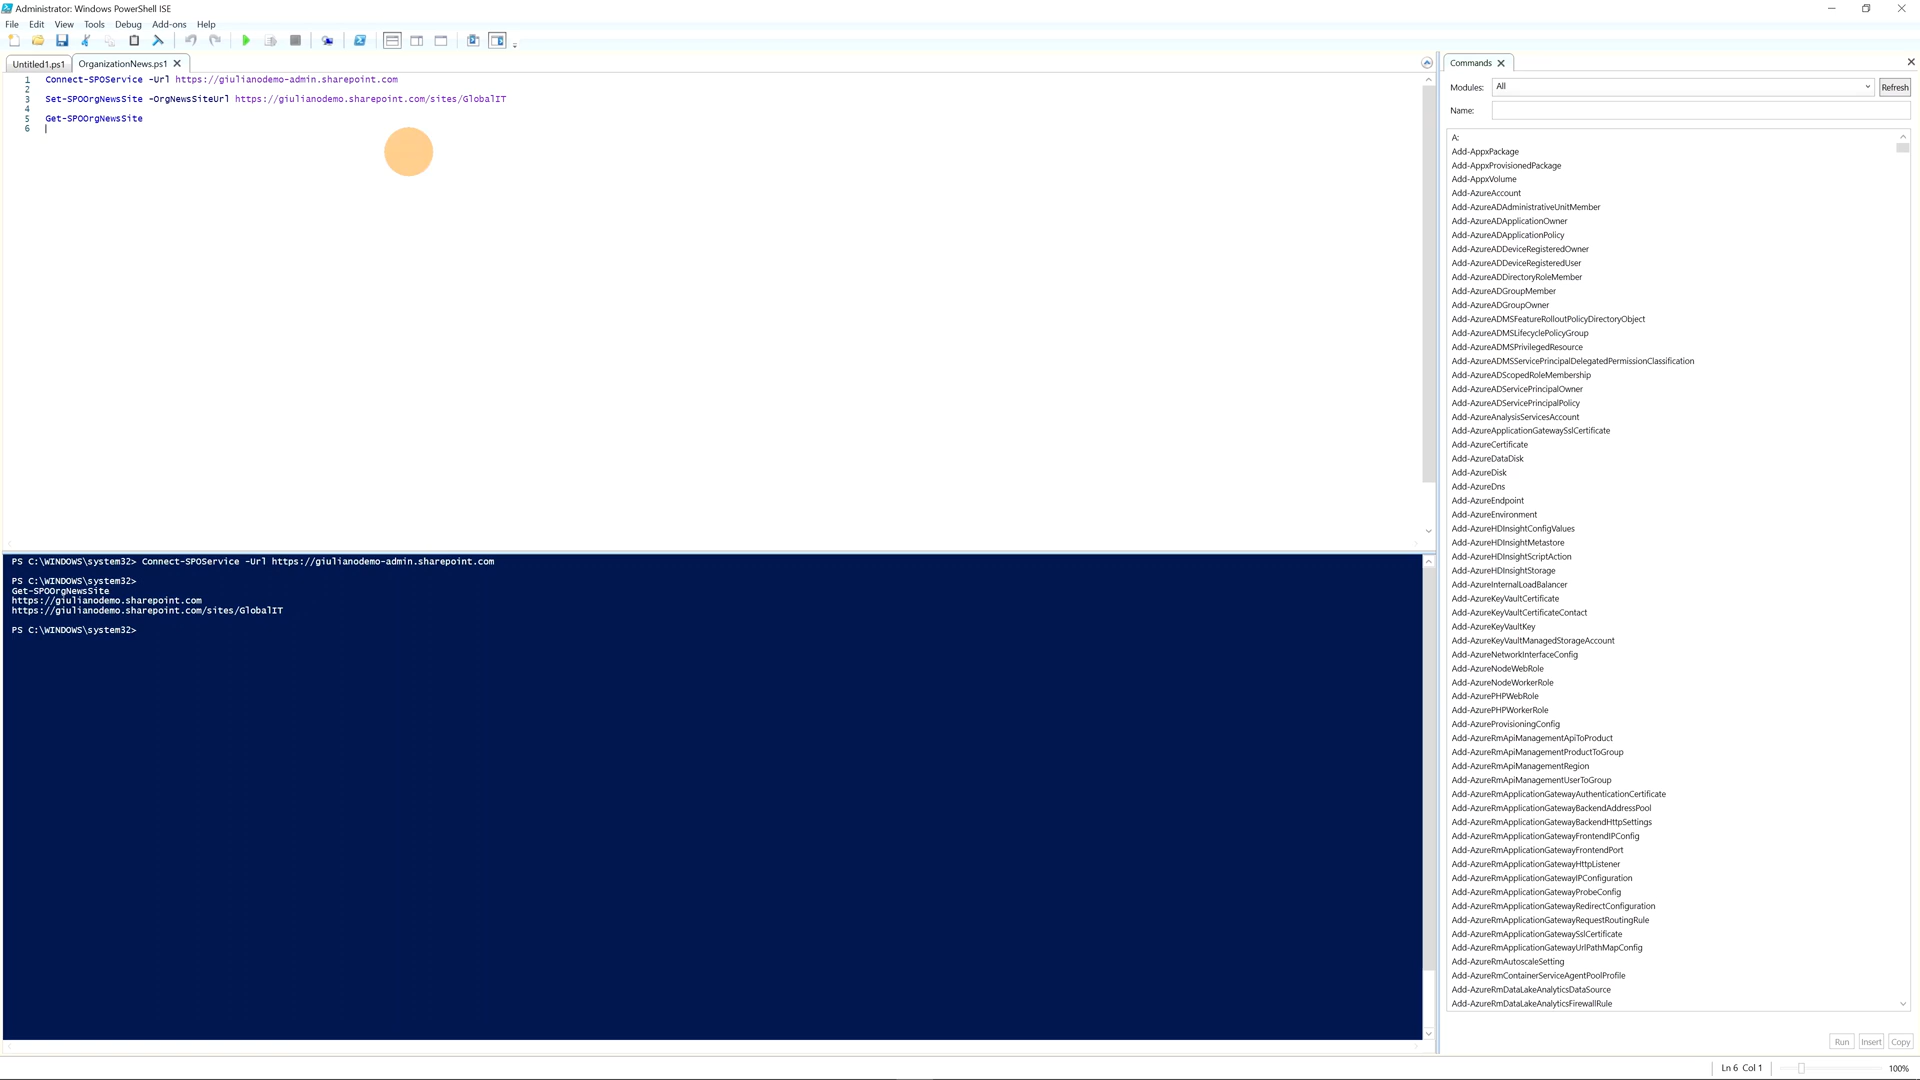 Administrator: Windows PowerShell ISE
File Edit View Tools Debug Add-ons Help
Untitled1.ps1 OrganizationNews.ps1
1 Connect-SPOService -Url https://giulianodemo-admin.sharepoint.com
2
3 Set-SPOOrgNewsSite -OrgNewsSiteUrl https://giulianodemo.sharepoint.com/sites/GlobalIT
4
5 Get-SPOOrgNewsSite
6
PS C:\WINDOWS\system32> Connect-SPOService -Url https://giulianodemo-admin.sharepoint.com
PS C:\WINDOWS\system32>
Get-SPOOrgNewsSite
https://giulianodemo.sharepoint.com
https://giulianodemo.sharepoint.com/sites/GlobalIT
PS C:\WINDOWS\system32>
Commands
Modules: All Refresh
Name:
A:
Add-AppxPackage
Add-AppxProvisionedPackage
Add-AppxVolume
Add-AzureAccount
Add-AzureADAdministrativeUnitMember
Add-AzureADApplicationOwner
Add-AzureADApplicationPolicy
Add-AzureADDeviceRegisteredOwner
Add-AzureADDeviceRegisteredUser
Add-AzureADDirectoryRoleMember
Add-AzureADGroupMember
Add-AzureADGroupOwner
Add-AzureADMSFeatureRolloutPolicyDirectoryObject
Add-AzureADMSLifecyclePolicyGroup
Add-AzureADMSPrivilegedResource
Add-AzureADMSServicePrincipalDelegatedPermissionClassification
Add-AzureADScopedRoleMembership
Add-AzureADServicePrincipalOwner
Add-AzureADServicePrincipalPolicy
Add-AzureAnalysisServicesAccount
Add-AzureApplicationGatewaySslCertificate
Add-AzureCertificate
Add-AzureDataDisk
Add-AzureDisk
Add-AzureDns
Add-AzureEndpoint
Add-AzureEnvironment
Add-AzureHDInsightConfigValues
Add-AzureHDInsightMetastore
Add-AzureHDInsightScriptAction
Add-AzureHDInsightStorage
Add-AzureInternalLoadBalancer
Add-AzureKeyVaultCertificate
Add-AzureKeyVaultCertificateContact
Add-AzureKeyVaultKey
Add-AzureKeyVaultManagedStorageAccount
Add-AzureNetworkInterfaceConfig
Add-AzureNodeWebRole
Add-AzureNodeWorkerRole
Add-AzurePHPWebRole
Add-AzurePHPWorkerRole
Add-AzureProvisioningConfig
Add-AzureRmApiManagementApiToProduct
Add-AzureRmApiManagementProductToGroup
Add-AzureRmApiManagementRegion
Add-AzureRmApiManagementUserToGroup
Add-AzureRmApplicationGatewayAuthenticationCertificate
Add-AzureRmApplicationGatewayBackendAddressPool
Add-AzureRmApplicationGatewayBackendHttpSettings
Add-AzureRmApplicationGatewayFrontendIPConfig
Add-AzureRmApplicationGatewayFrontendPort
Add-AzureRmApplicationGatewayHttpListener
Add-AzureRmApplicationGatewayIPConfiguration
Add-AzureRmApplicationGatewayProbeConfig
Add-AzureRmApplicationGatewayRedirectConfiguration
Add-AzureRmApplicationGatewayRequestRoutingRule
Add-AzureRmApplicationGatewaySslCertificate
Add-AzureRmApplicationGatewayUrlPathMapConfig
Add-AzureRmAutoscaleSetting
Add-AzureRmContainerServiceAgentPoolProfile
Add-AzureRmDataLakeAnalyticsDataSource
Add-AzureRmDataLakeAnalyticsFirewallRule
Run Insert Copy
Ln 6 Col 1 100%